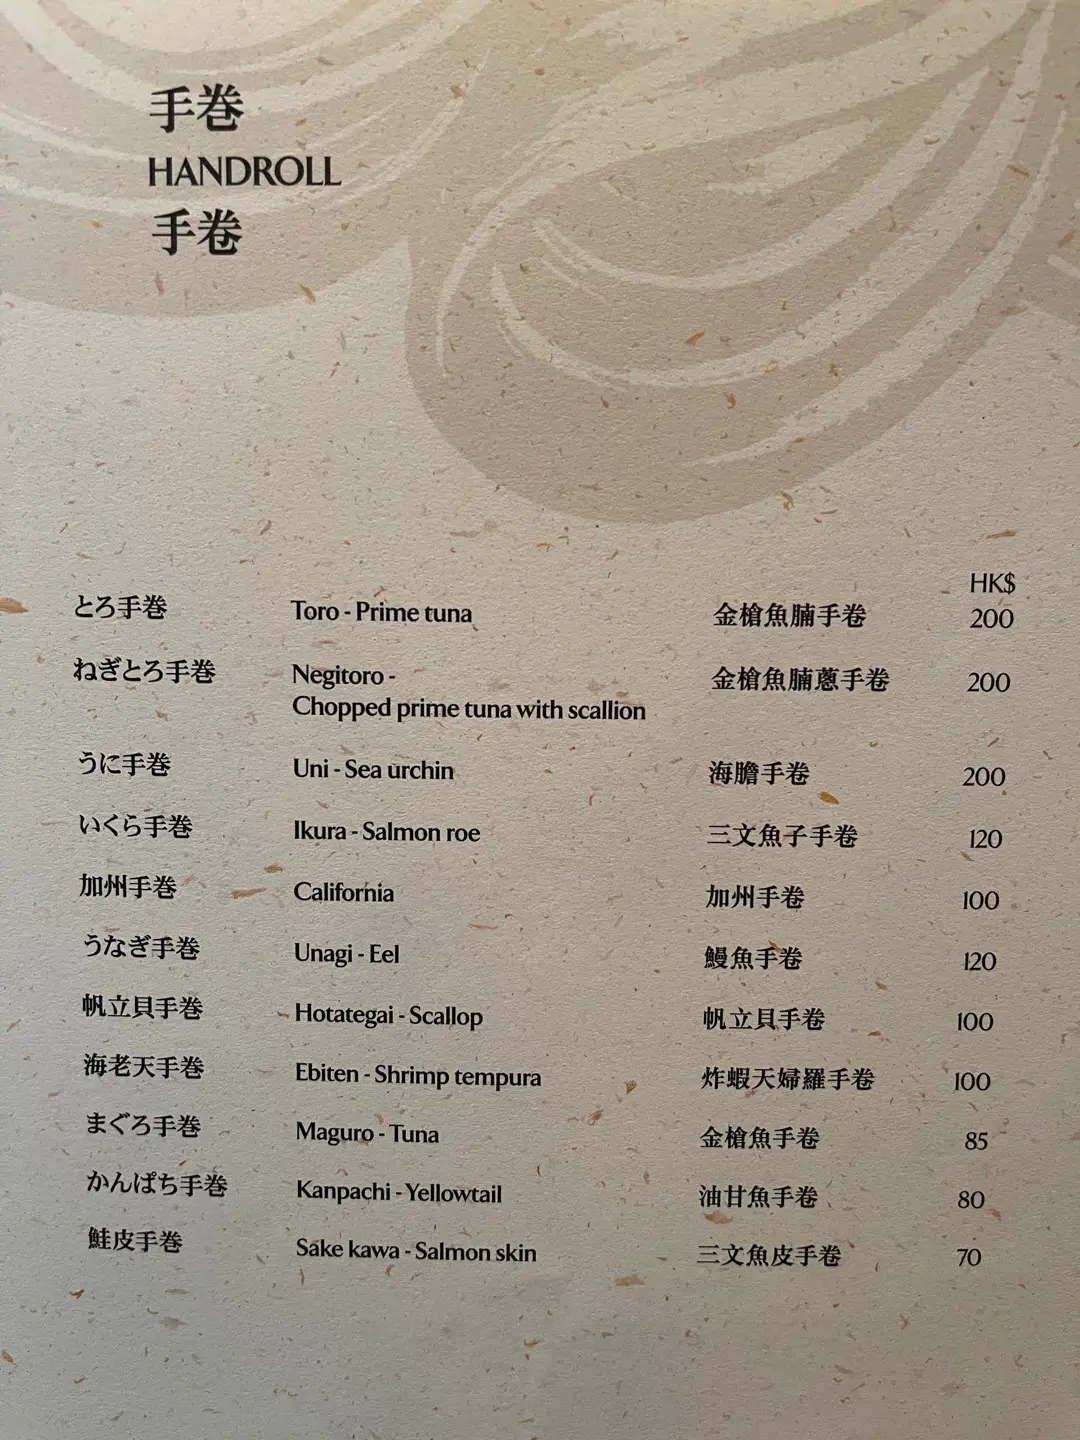 手巻
HANDROLL
手卷
HK$
とろ手巻 Toro - Prime tuna 金槍魚腩手卷 200
ねぎとろ手巻 Negitoro - 金槍魚腩蔥手卷 200
Chopped prime tuna with scallion
うに手巻 Uni - Sea urchin 海膽手卷 200
いくら手巻 Ikura - Salmon roe 三文魚子手卷 120
加州手巻 California 加州手卷 100
うなぎ手巻 Unagi - Eel 鰻魚手卷 120
帆立貝手巻 Hotategai - Scallop 帆立貝手卷 100
海老天手巻 Ebiten - Shrimp tempura 炸蝦天婦羅手卷 100
まぐろ手巻 Maguro - Tuna 金槍魚手卷 85
かんぱち手巻 Kanpachi - Yellowtail 油甘魚手卷 80
鮭皮手巻 Sake kawa - Salmon skin 三文魚皮手卷 70